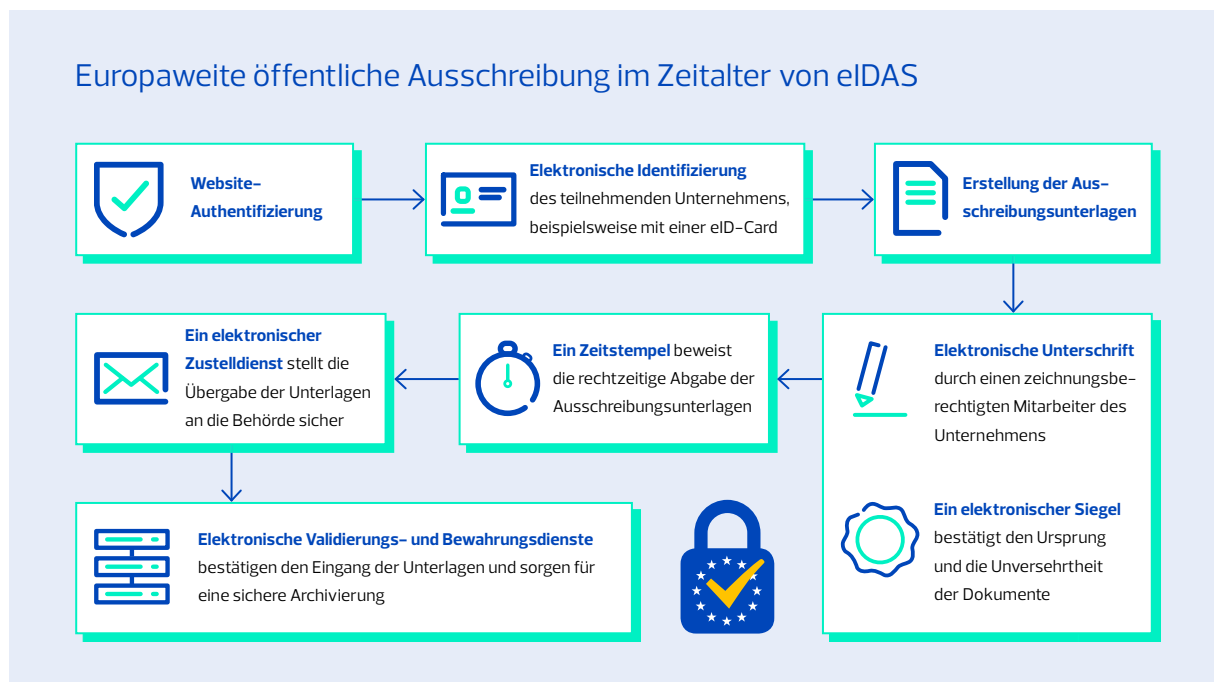 Europaweite öffentliche Ausschreibung im Zeitalter von eIDAS
Website-
Authentifizierung
Elektronische Identifizierung
des teilnehmenden Unternehmens,
beispielsweise mit einer eID-Card
Erstellung der Aus-
schreibungsunterlagen
Elektronische Unterschrift
durch einen zeichnungsbe-
rechtigten Mitarbeiter des
Unternehmens
Ein elektronischer Siegel
bestätigt den Ursprung
und die Unversehrtheit
der Dokumente
Ein Zeitstempel beweist
die rechtzeitige Abgabe der
Ausschreibungsunterlagen
Ein elektronischer
Zustelldienst stellt die
Übergabe der Unterlagen
an die Behörde sicher
Elektronische Validierungs- und Bewahrungsdienste
bestätigen den Eingang der Unterlagen und sorgen für
eine sichere Archivierung